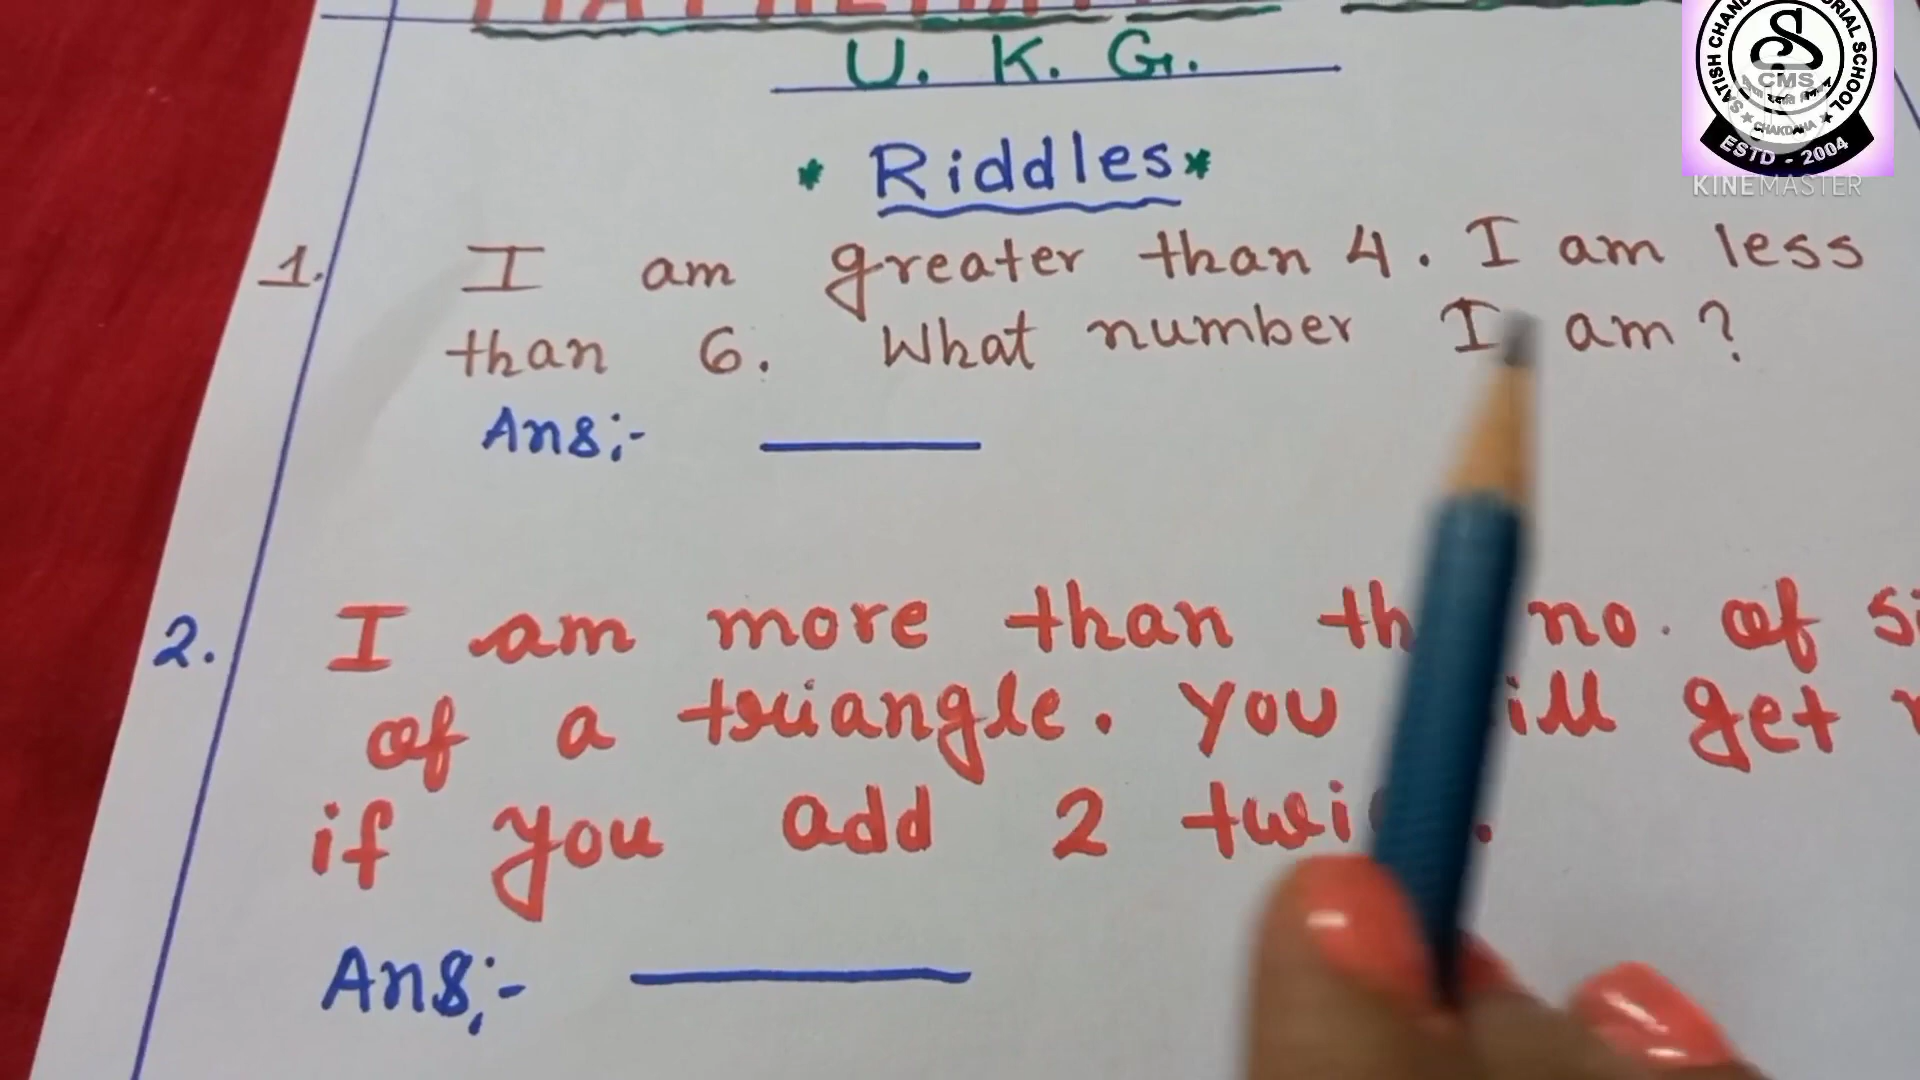 U. K. G.
* Riddles *
1. I am greater than 4. I am less
than 6. What number I am?
Ans:-
2. I am more than no. of
of a triangle. You get
if you add 2
Ans:-
CMS
CHAKDAHA
ESTD - 2004
KINEMASTER